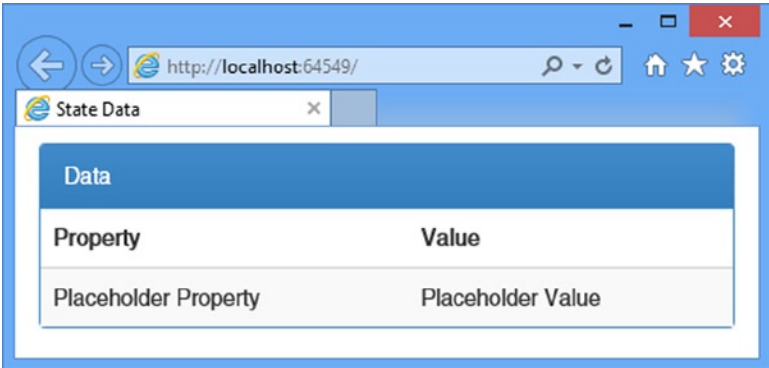 http://localhost:64549/
State Data
Data
Property Value
Placeholder Property Placeholder Value